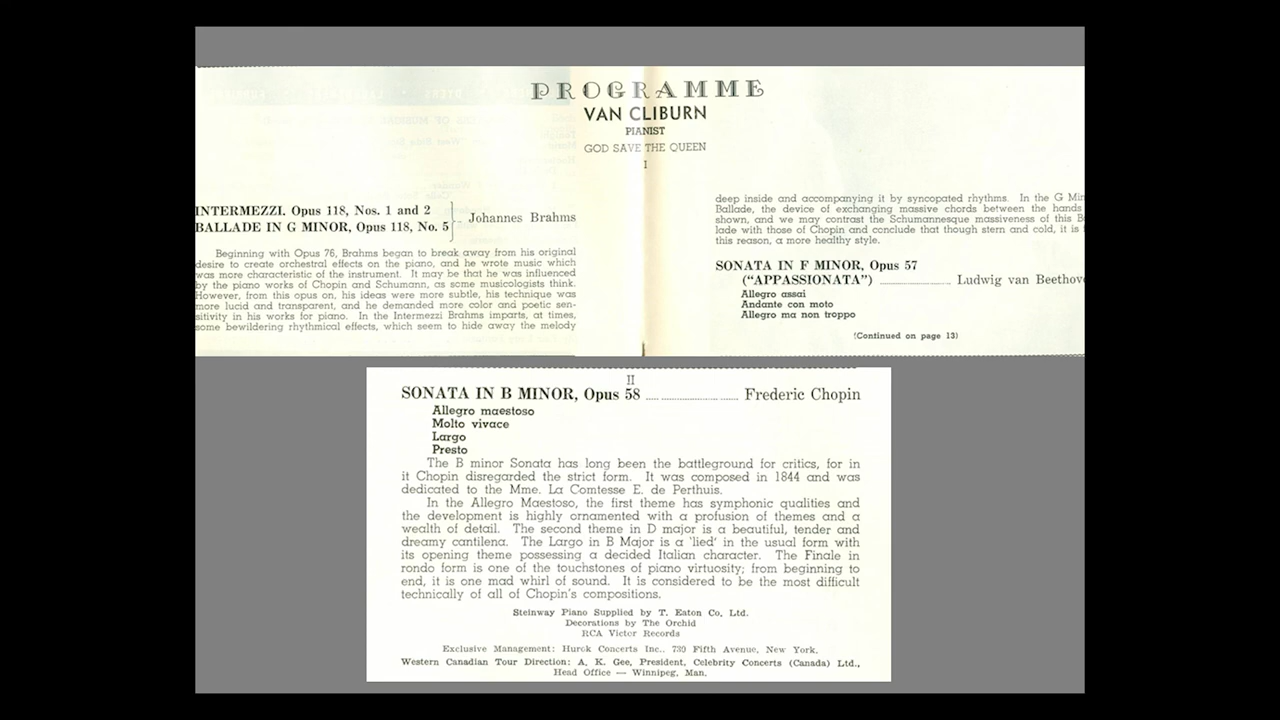 PROGRAMME
VAN CLIBURN
PIANIST
GOD SAVE THE QUEEN
I
INTERMEZZI. Opus 118, Nos. 1 and 2
BALLADE IN G MINOR, Opus 118, No. 5
Johannes Brahms
Beginning with Opus 76, Brahms began to break away from his original
desire to create orchestral effects on the piano, and he wrote music which
was more characteristic of the instrument. It may be that he was influenced
by the piano works of Chopin and Schumann, as some musicologists think.
However, from this opus on, his ideas were more subtle, his technique was
more lucid and transparent, and he demanded more color and poetic sen-
sitivity in his works for piano. In the Intermezzi Brahms imparts, at times,
some bewildering rhythmical effects, which seem to hide away the melody
deep inside and accompanying it by syncopated rhythms. In the G Min
Ballade, the device of exchanging massive chords between the hands
shown, and we may contrast the Schumannesque massiveness of this B
lade with those of Chopin and conclude that though stern and cold, it is
this reason, a more healthy style.
SONATA IN F MINOR, Opus 57
("APPASSIONATA") ........................ Ludwig van Beethov
Allegro assai
Andante con moto
Allegro ma non troppo
(Continued on page 13)
II
SONATA IN B MINOR, Opus 58 ........................ Frederic Chopin
Allegro maestoso
Molto vivace
Largo
Presto
The B minor Sonata has long been the battleground for critics, for in
it Chopin disregarded the strict form. It was composed in 1844 and was
dedicated to the Mme. La Comtesse E. de Perthuis.
In the Allegro Maestoso, the first theme has symphonic qualities and
the development is highly ornamented with a profusion of themes and a
wealth of detail. The second theme in D major is a beautiful, tender and
dreamy cantilena. The Largo in B Major is a 'lied' in the usual form with
its opening theme possessing a decided Italian character. The Finale in
rondo form is one of the touchstones of piano virtuosity; from beginning to
end, it is one mad whirl of sound. It is considered to be the most difficult
technically of all of Chopin's compositions.
Steinway Piano Supplied by T. Eaton Co. Ltd.
Decorations by The Orchid
RCA Victor Records
Exclusive Management: Hurok Concerts Inc., 730 Fifth Avenue, New York.
Western Canadian Tour Direction: A. K. Gee, President, Celebrity Concerts (Canada) Ltd.,
Head Office — Winnipeg, Man.